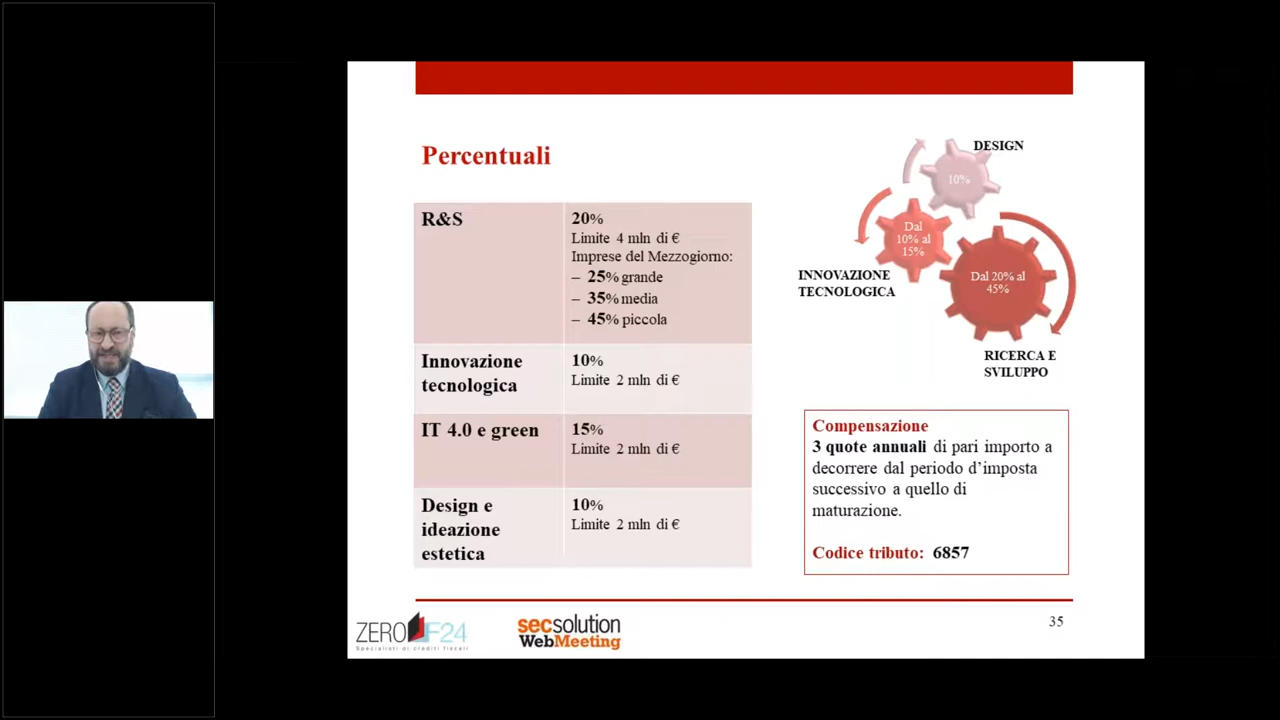 Percentuali
R&S
20%
Limite 4 mln di €
Imprese del Mezzogiorno:
– 25% grande
– 35% media
– 45% piccola
Innovazione
tecnologica
10%
Limite 2 mln di €
IT 4.0 e green
15%
Limite 2 mln di €
Design e
ideazione
estetica
10%
Limite 2 mln di €
DESIGN
10%
Dal
10% al
15%
INNOVAZIONE
TECNOLOGICA
Dal 20% al
45%
RICERCA E
SVILUPPO
Compensazione
3 quote annuali di pari importo a
decorrere dal periodo d’imposta
successivo a quello di
maturazione.
Codice tributo: 6857
ZERO F24
Specialisti di crediti fiscali
secsolution
WebMeeting
35